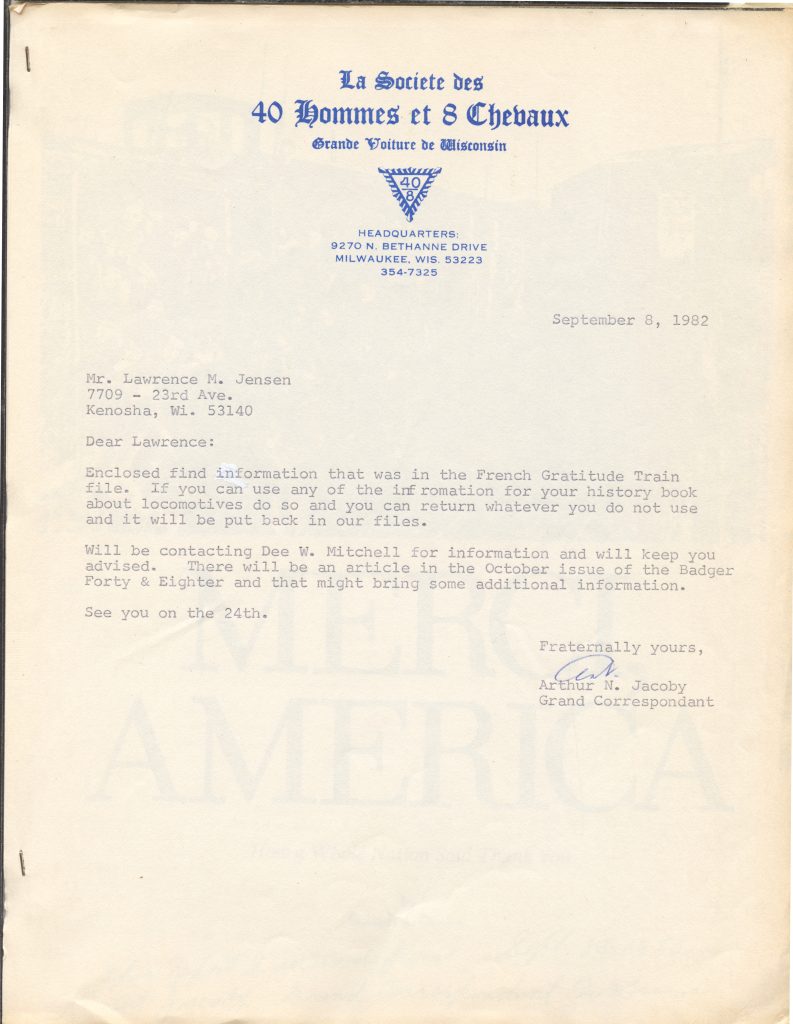 La Societe des
40 Hommes et 8 Chevaux
Grande Voiture de Wisconsin
40
8
HEADQUARTERS:
9270 N. BETHANNE DRIVE
MILWAUKEE, WIS. 53223
354-7325
September 8, 1982
Mr. Lawrence M. Jensen
7709 - 23rd Ave.
Kenosha, Wi. 53140
Dear Lawrence:
Enclosed find information that was in the French Gratitude Train
file. If you can use any of the infromation for your history book
about locomotives do so and you can return whatever you do not use
and it will be put back in our files.
Will be contacting Dee W. Mitchell for information and will keep you
advised. There will be an article in the October issue of the Badger
Forty & Eighter and that might bring some additional information.
See you on the 24th.
Fraternally yours,
Arthur N. Jacoby
Grand Correspondant
MERCI
AMERICA